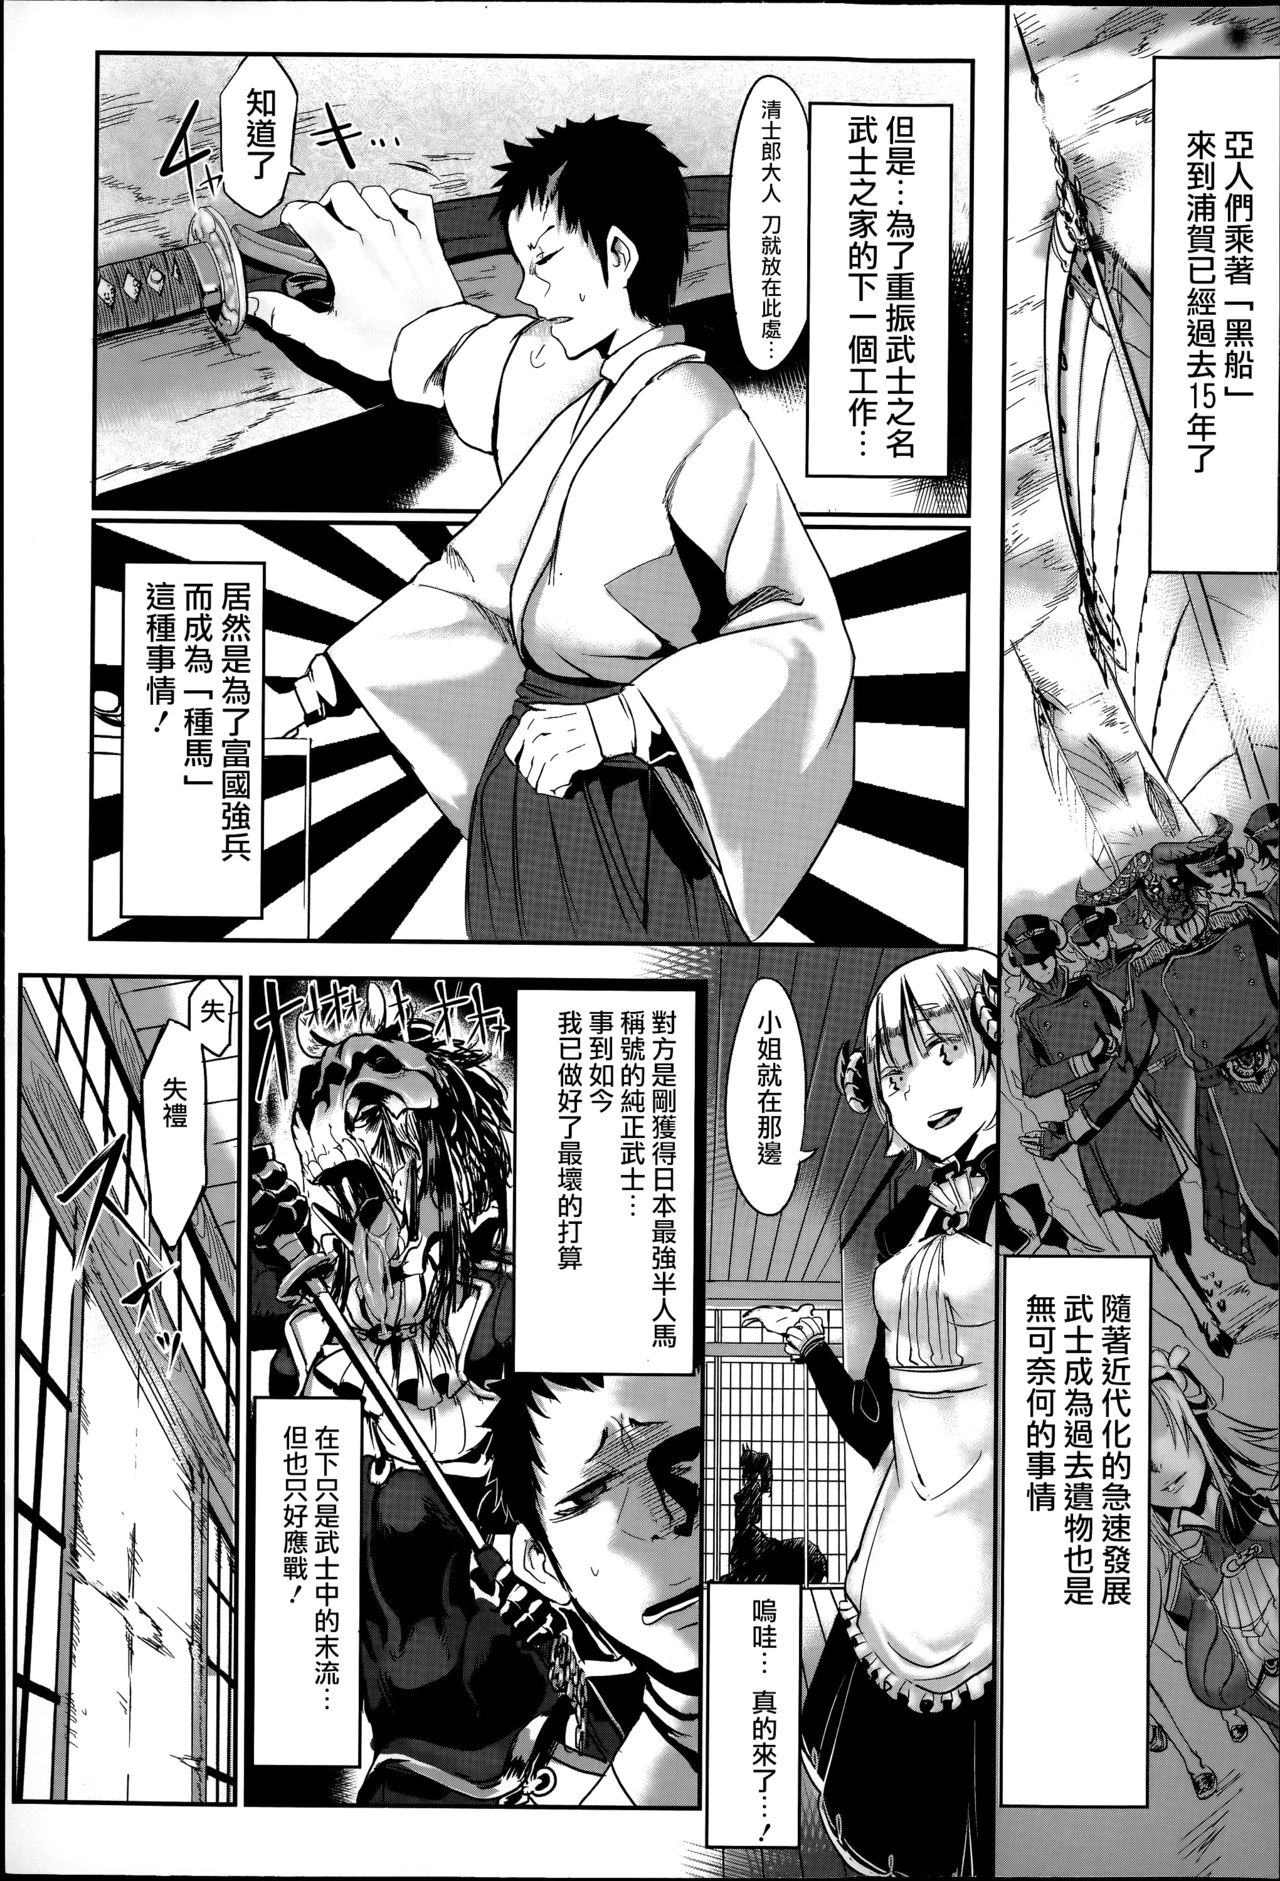 亞人們乘著「黑船」
來到浦賀已經過去15年了
隨著近代化的急速發展
武士成為過去遺物也是
無可奈何的事情
但是…為了重振武士之名
武士之家的下一個工作…
清士郎大人 刀就放在此處…
知道了
居然是為了富國強兵
而成為「種馬」
這種事情！
小姐就在那邊
嗚哇… 真的來了…！
對方是剛獲得日本最強半人馬
稱號的純正武士…
事到如今
我已做好了最壞的打算
在下只是武士中的末流…
但也只好應戰！
失
失禮